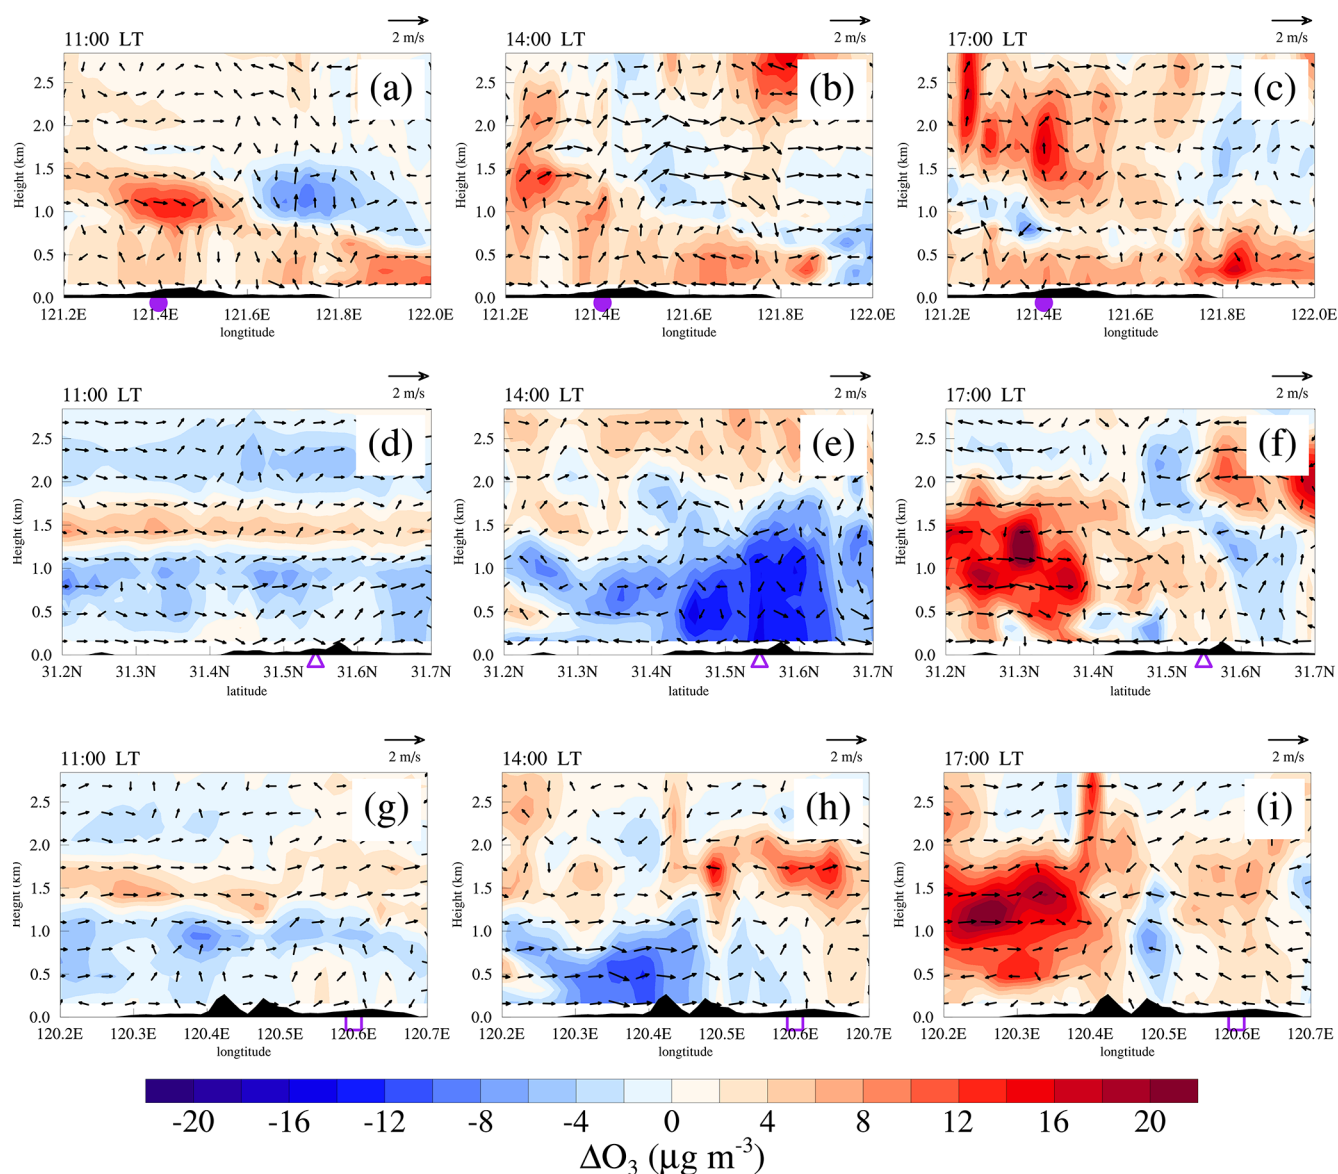 11:00 LT
2 m/s
(a)
Height (km)
2.5
2.0
1.5
1.0
0.5
0.0
121.2E 121.4E 121.6E 121.8E 122.0E
longtitude
14:00 LT
2 m/s
(b)
Height (km)
2.5
2.0
1.5
1.0
0.5
0.0
121.2E 121.4E 121.6E 121.8E 122.0E
longtitude
17:00 LT
2 m/s
(c)
Height (km)
2.5
2.0
1.5
1.0
0.5
0.0
121.2E 121.4E 121.6E 121.8E 122.0E
longtitude
11:00 LT
2 m/s
(d)
Height (km)
2.5
2.0
1.5
1.0
0.5
0.0
31.2N 31.3N 31.4N 31.5N 31.6N 31.7N
latitude
14:00 LT
2 m/s
(e)
Height (km)
2.5
2.0
1.5
1.0
0.5
0.0
31.2N 31.3N 31.4N 31.5N 31.6N 31.7N
latitude
17:00 LT
2 m/s
(f)
Height (km)
2.5
2.0
1.5
1.0
0.5
0.0
31.2N 31.3N 31.4N 31.5N 31.6N 31.7N
latitude
11:00 LT
2 m/s
(g)
Height (km)
2.5
2.0
1.5
1.0
0.5
0.0
120.2E 120.3E 120.4E 120.5E 120.6E 120.7E
longtitude
14:00 LT
2 m/s
(h)
Height (km)
2.5
2.0
1.5
1.0
0.5
0.0
120.2E 120.3E 120.4E 120.5E 120.6E 120.7E
longtitude
17:00 LT
2 m/s
(i)
Height (km)
2.5
2.0
1.5
1.0
0.5
0.0
120.2E 120.3E 120.4E 120.5E 120.6E 120.7E
longtitude
-20 -16 -12 -8 -4 0 4 8 12 16 20
ΔO₃ (μg m⁻³)